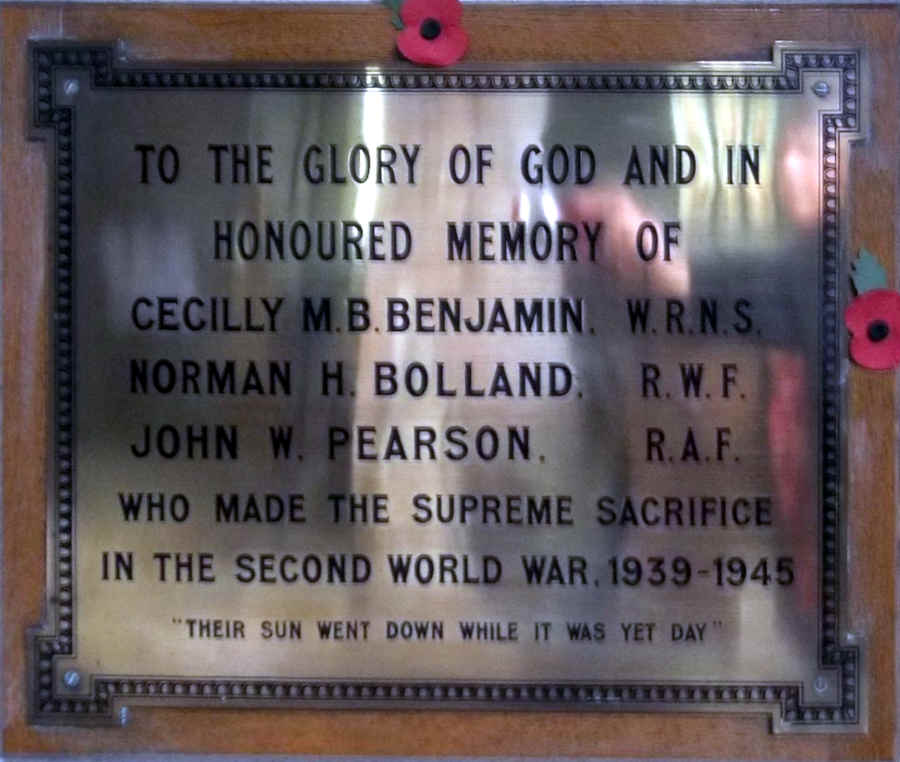 TO THE GLORY OF GOD AND IN
HONOURED MEMORY OF
CECILLY M.B.BENJAMIN. W.R.N.S.
NORMAN H. BOLLAND. R.W.F.
JOHN W. PEARSON. R.A.F.
WHO MADE THE SUPREME SACRIFICE
IN THE SECOND WORLD WAR, 1939-1945
"THEIR SUN WENT DOWN WHILE IT WAS YET DAY"